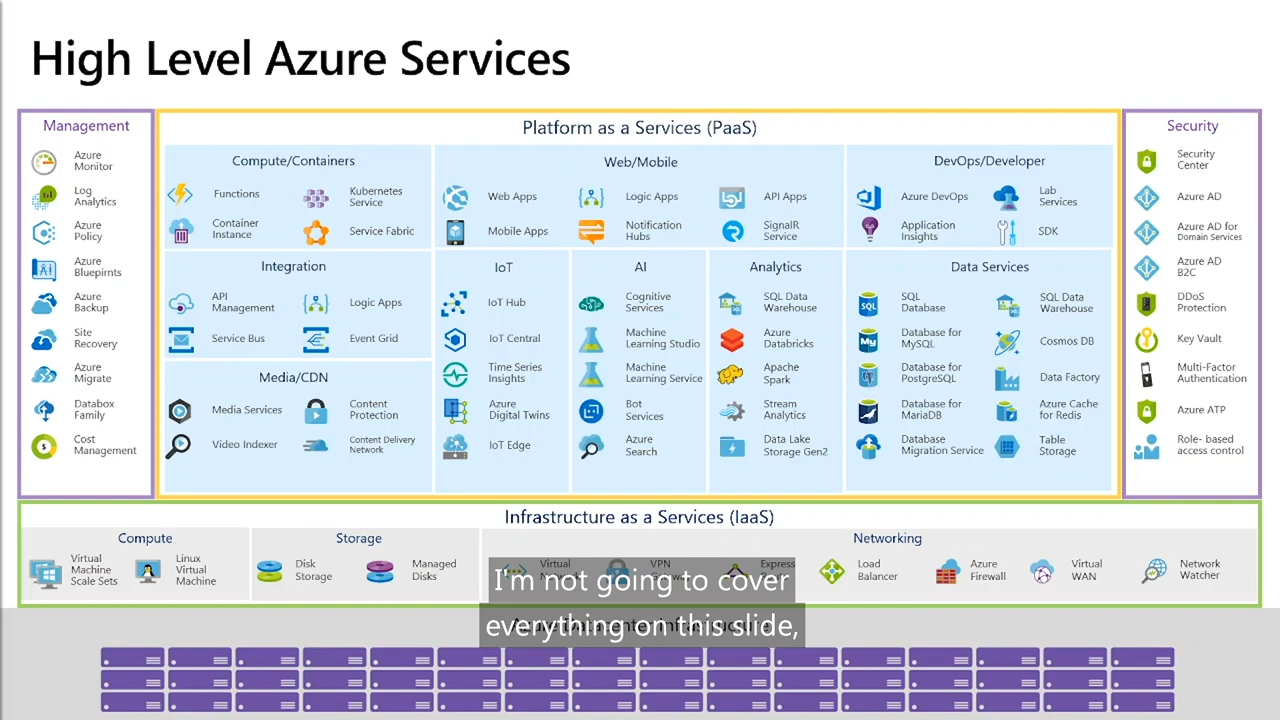 High Level Azure Services
Management
Azure
Monitor
Log
Analytics
Azure
Policy
Azure
Bluepirnts
Azure
Backup
Site
Recovery
Azure
Migrate
Databox
Family
Cost
Management
Platform as a Services (PaaS)
Compute/Containers
Functions
Kubernetes
Service
Container
Instance
Service Fabric
Web/Mobile
Web Apps
Logic Apps
API Apps
Mobile Apps
Notification
Hubs
SignalR
Service
DevOps/Developer
Azure DevOps
Lab
Services
Application
Insights
SDK
Integration
API
Management
Logic Apps
Service Bus
Event Grid
Media/CDN
Media Services
Content
Protection
Video Indexer
Content Delivery
Network
IoT
IoT Hub
IoT Central
Time Series
Insights
Azure
Digital Twins
IoT Edge
AI
Cognitive
Services
Machine
Learning Studio
Machine
Learning Service
Bot
Services
Azure
Search
Analytics
SQL Data
Warehouse
Azure
Databricks
Apache
Spark
Stream
Analytics
Data Lake
Storage Gen2
Data Services
SQL
Database
SQL Data
Warehouse
Database for
MySQL
Cosmos DB
Database for
PostgreSQL
Data Factory
Database for
MariaDB
Azure Cache
for Redis
Database
Migration Service
Table
Storage
Security
Security
Center
Azure AD
Azure AD for
Domain Services
Azure AD
B2C
DDoS
Protection
Key Vault
Multi-Factor
Authentication
Azure ATP
Role- based
access control
Infrastructure as a Services (IaaS)
Compute
Virtual
Machine
Scale Sets
Linux
Virtual
Machine
Storage
Disk
Storage
Managed
Disks
Networking
Virtual
VPN
Express
Load
Balancer
Azure
Firewall
Virtual
WAN
Network
Watcher
I'm not going to cover
everything on this slide,